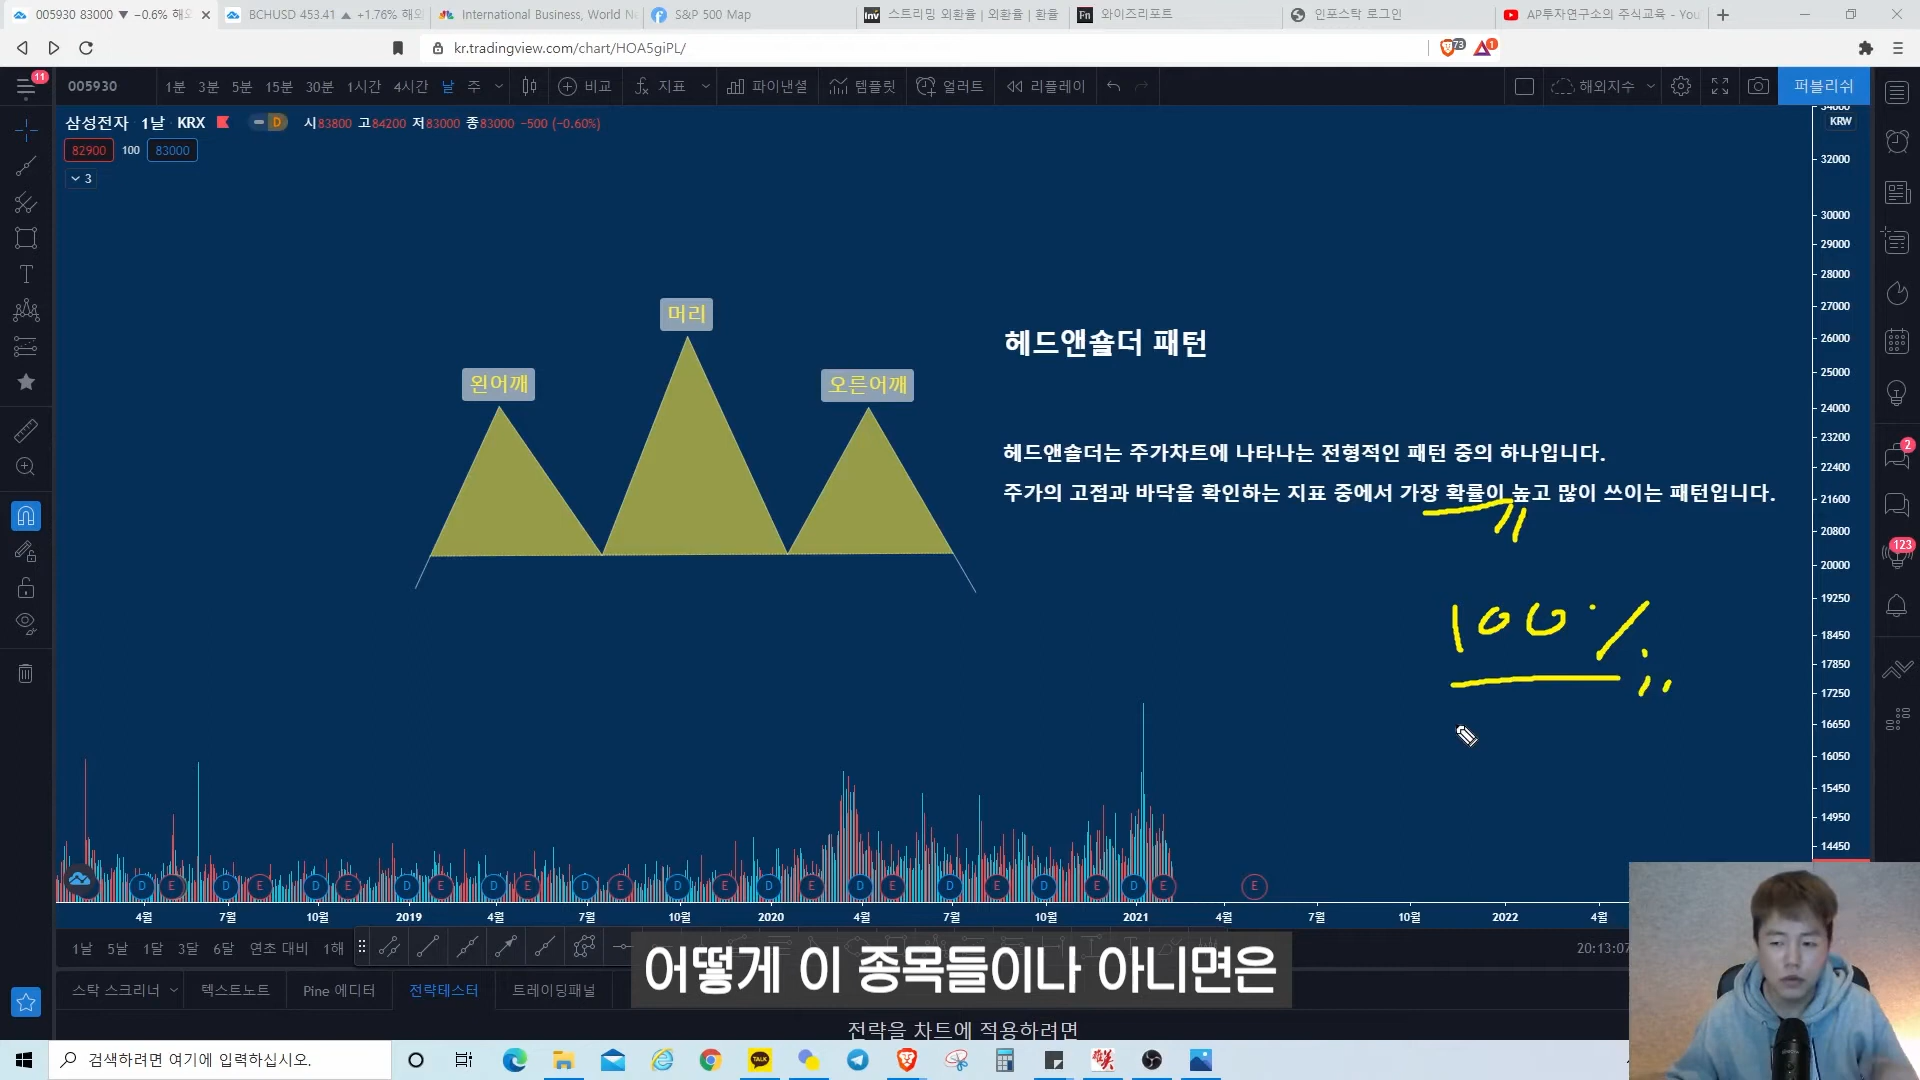 005930 83000 ▼ −0.6% 해외
BCHUSD 453.41 ▲ +1.76% 해외
International Business, World Ne
S&P 500 Map
스트리밍 외환율 | 외환율 | 환율
와이즈리포트
인포스탁 로그인
AP투자연구소의 주식교육 - You
kr.tradingview.com/chart/HOA5giPL/
73
1
11
005930
1분 3분 5분 15분 30분 1시간 4시간 날 주
비교
지표
파이낸셜
템플릿
얼러트
리플레이
해외지수
퍼블리쉬
삼성전자 1날 KRX
D
시83800 고84200 저83000 종83000 −500 (−0.60%)
82900 100 83000
3
KRW
32000
30000
29000
28000
27000
26000
25000
24000
23200
22400
21600
20800
20000
19250
18450
17850
17250
16650
16050
15450
14950
14450
머리
왼어깨
오른어깨
헤드앤숄더 패턴
헤드앤숄더는 주가차트에 나타나는 전형적인 패턴 중의 하나입니다.
주가의 고점과 바닥을 확인하는 지표 중에서 가장 확률이 높고 많이 쓰이는 패턴입니다.
100%
2
123
D E D E D E D E D E D E D E D E D E D E D E D E E
4월 7월 10월 2019 4월 7월 10월 2020 4월 7월 10월 2021 4월 7월 10월 2022 4월
1날 5날 1달 3달 6달 연초 대비 1해
20:13:07
어떻게 이 종목들이나 아니면은
스탁 스크리너
텍스트노트
Pine 에디터
전략테스터
트레이딩패널
전략을 차트에 적용하려면
검색하려면 여기에 입력하십시오.
TALK